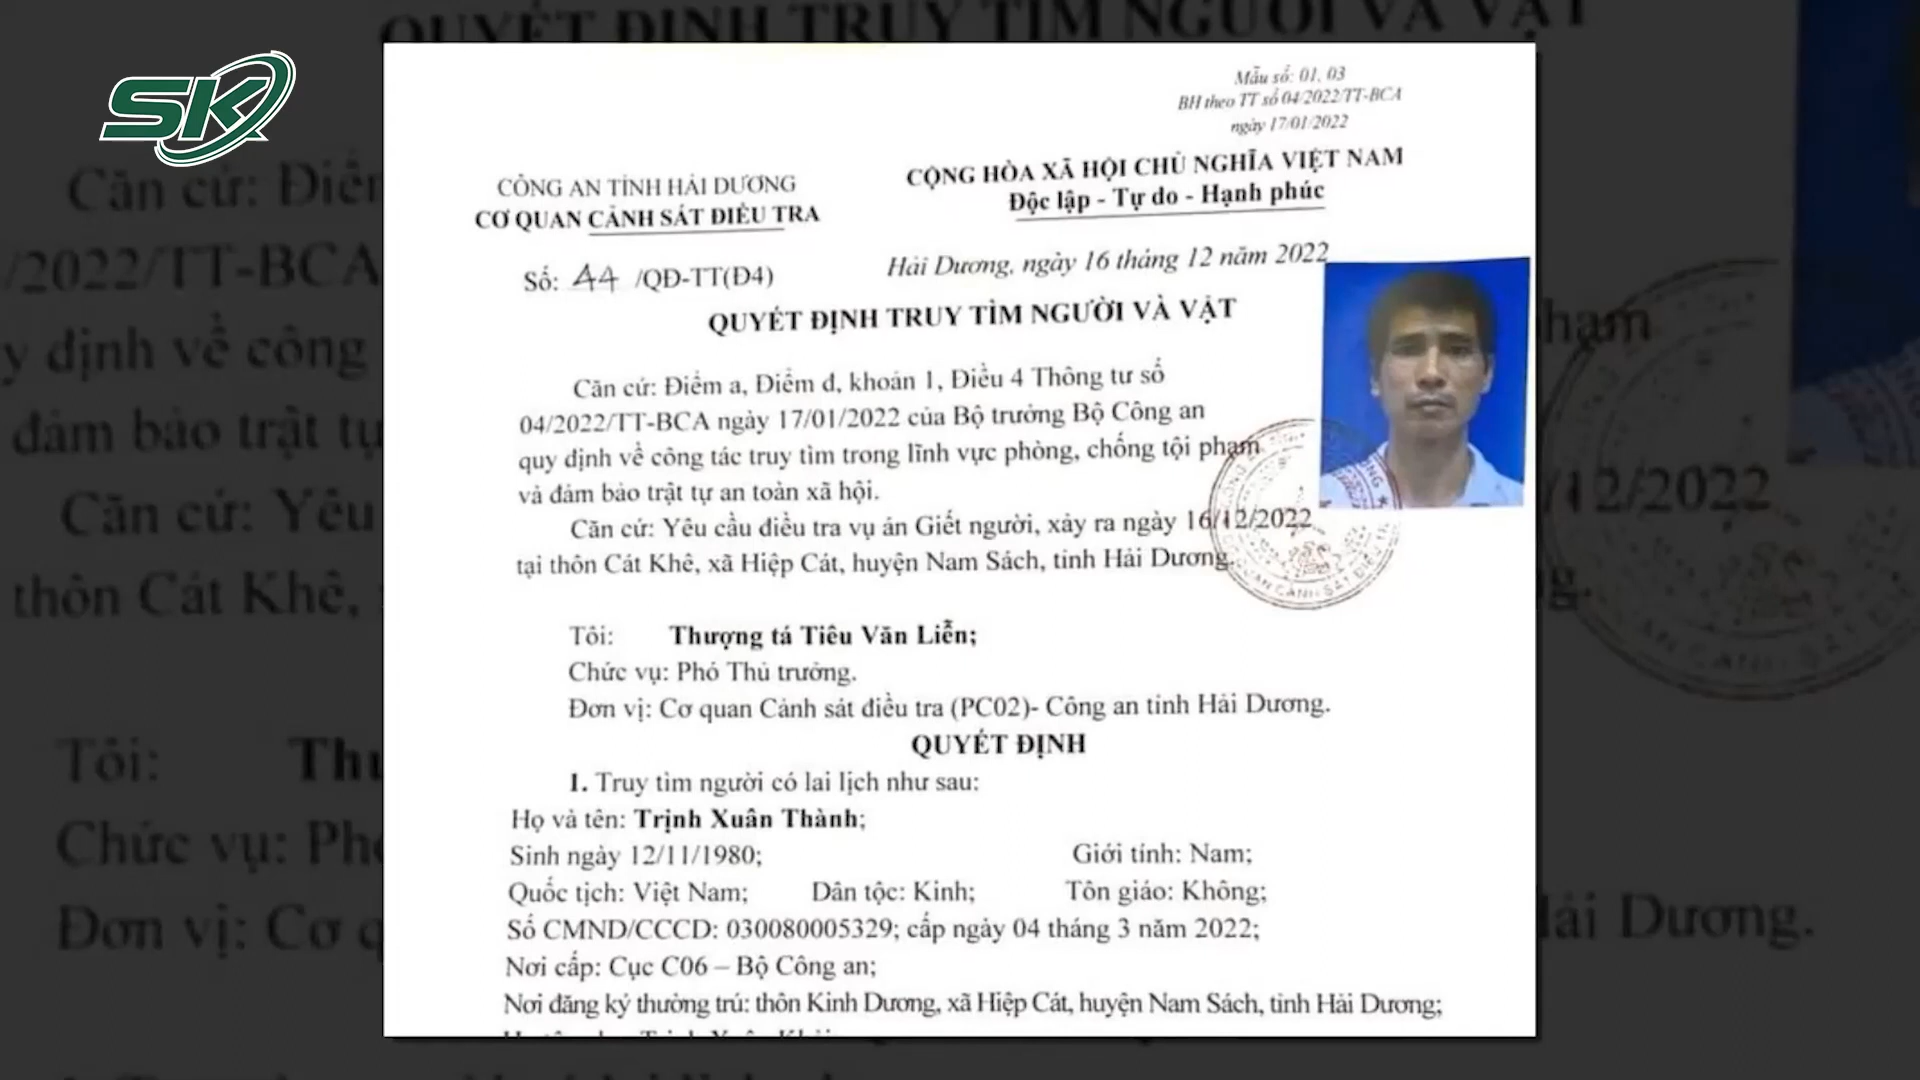 SK
Mẫu số: 01, 03
BH theo TT số 04/2022/TT-BCA
ngày 17/01/2022
CÔNG AN TỈNH HẢI DƯƠNG
CƠ QUAN CẢNH SÁT ĐIỀU TRA
CỘNG HÒA XÃ HỘI CHỦ NGHĨA VIỆT NAM
Độc lập - Tự do - Hạnh phúc
Số: 44 /QĐ-TT(Đ4)
Hải Dương, ngày 16 tháng 12 năm 2022
QUYẾT ĐỊNH TRUY TÌM NGƯỜI VÀ VẬT
Căn cứ: Điểm a, Điểm d, khoản 1, Điều 4 Thông tư số
04/2022/TT-BCA ngày 17/01/2022 của Bộ trưởng Bộ Công an
quy định về công tác truy tìm trong lĩnh vực phòng, chống tội phạm
và đảm bảo trật tự an toàn xã hội.
Căn cứ: Yêu cầu điều tra vụ án Giết người, xảy ra ngày 16/12/2022
tại thôn Cát Khê, xã Hiệp Cát, huyện Nam Sách, tỉnh Hải Dương.
Tôi: Thượng tá Tiêu Văn Liễn;
Chức vụ: Phó Thủ trưởng.
Đơn vị: Cơ quan Cảnh sát điều tra (PC02)- Công an tỉnh Hải Dương.
QUYẾT ĐỊNH
1. Truy tìm người có lai lịch như sau:
Họ và tên: Trịnh Xuân Thành;
Sinh ngày 12/11/1980; Giới tính: Nam;
Quốc tịch: Việt Nam; Dân tộc: Kinh; Tôn giáo: Không;
Số CMND/CCCD: 030080005329; cấp ngày 04 tháng 3 năm 2022;
Nơi cấp: Cục C06 – Bộ Công an;
Nơi đăng ký thường trú: thôn Kinh Dương, xã Hiệp Cát, huyện Nam Sách, tỉnh Hải Dương;